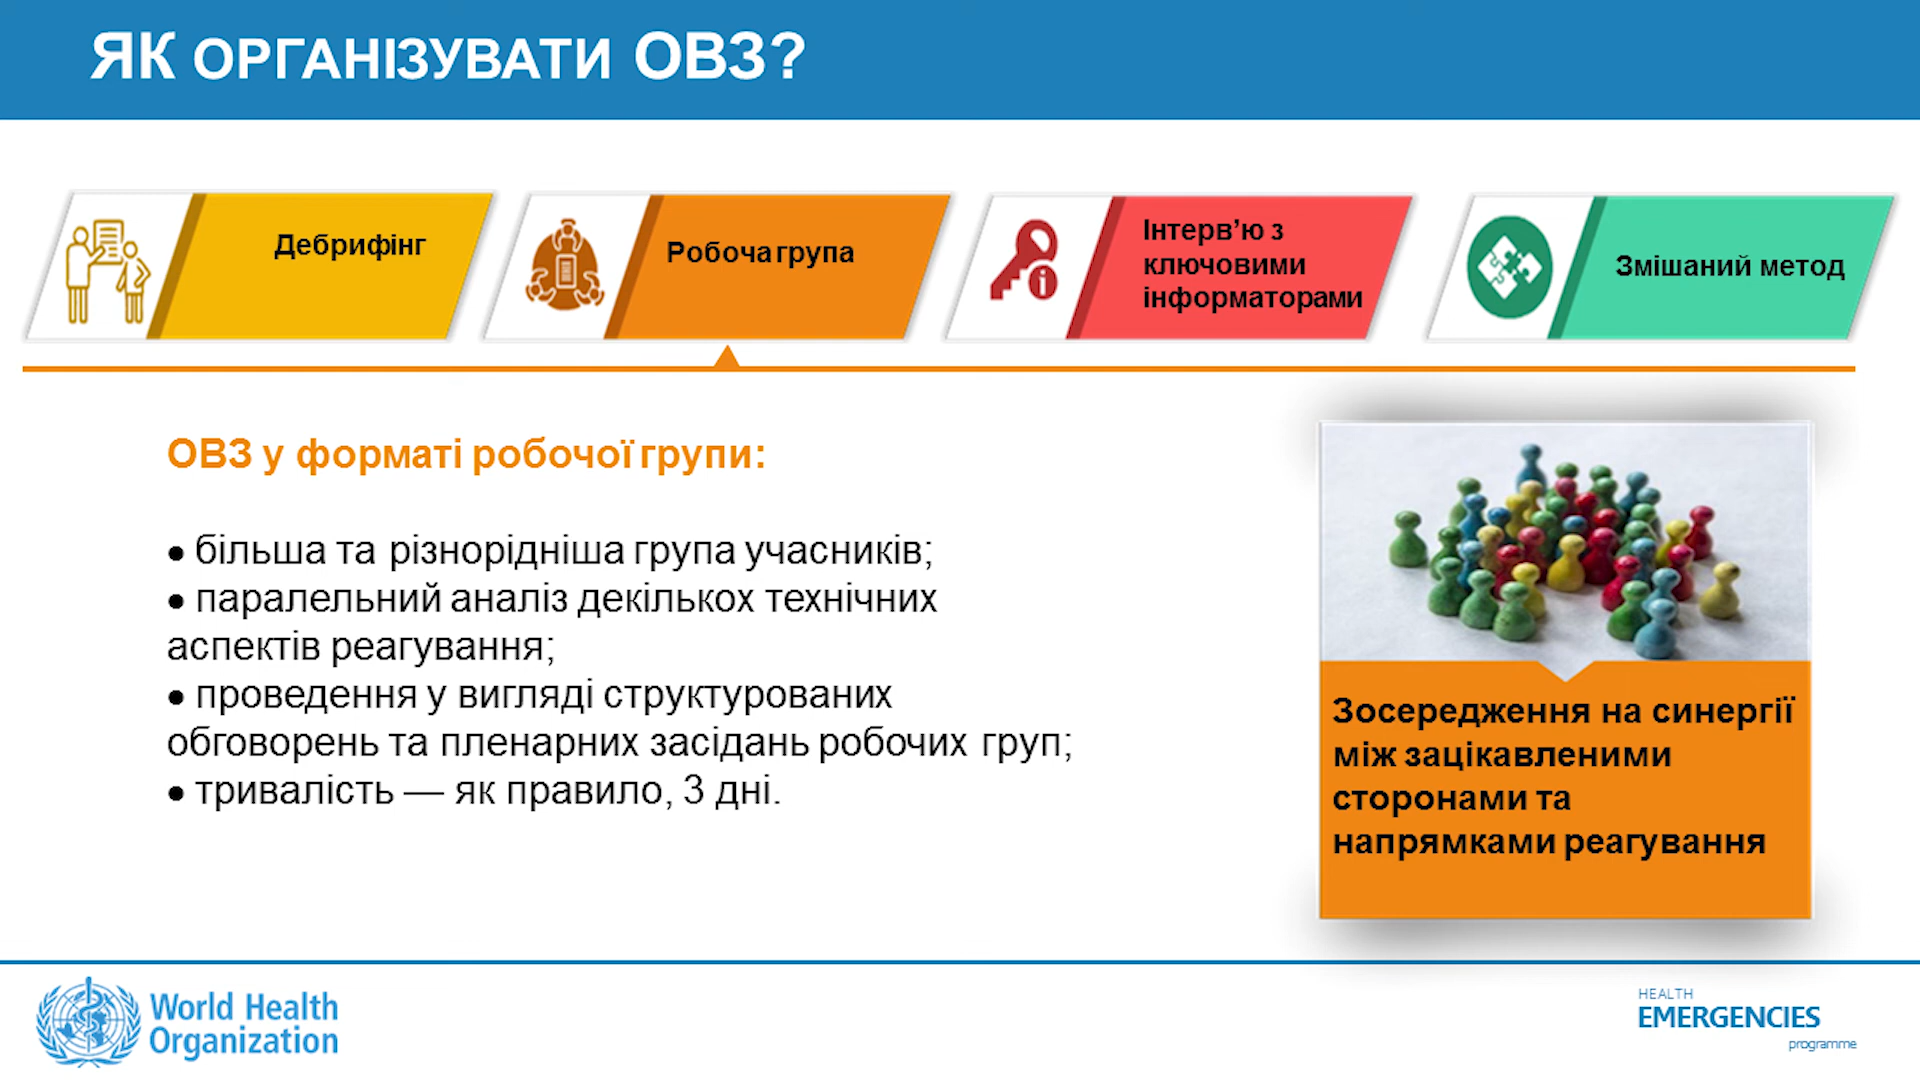 ЯК ОРГАНІЗУВАТИ ОВЗ?
Дебрифінг
Робоча група
Інтерв’ю з
ключовими
інформаторами
Змішаний метод
ОВЗ у форматі робочої групи:
• більша та різнорідніша група учасників;
• паралельний аналіз декількох технічних
аспектів реагування;
• проведення у вигляді структурованих
обговорень та пленарних засідань робочих груп;
• тривалість — як правило, 3 дні.
Зосередження на синергії
між зацікавленими
сторонами та
напрямками реагування
World Health
Organization
HEALTH
EMERGENCIES
programme